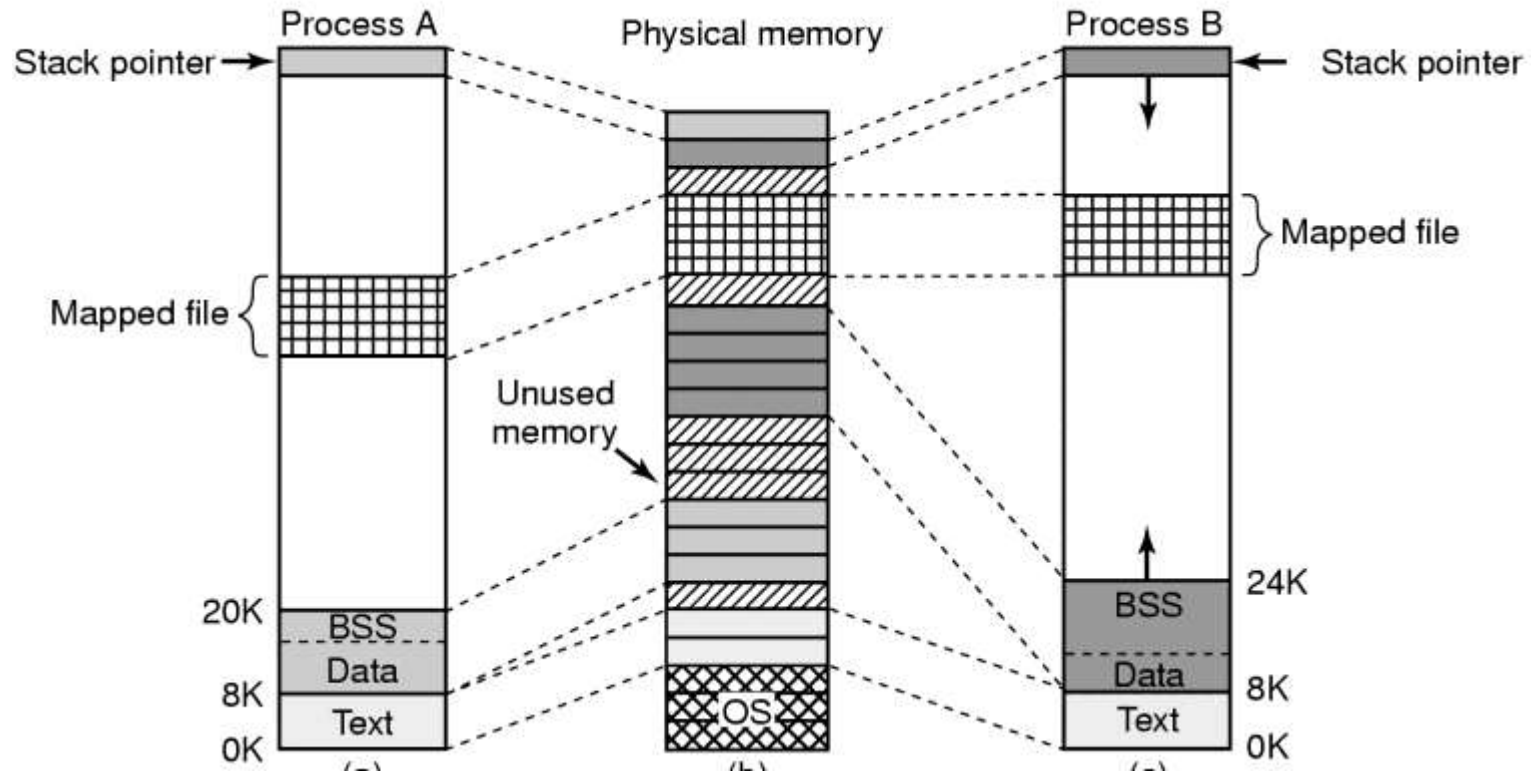 Process A
Physical memory
Process B
Stack pointer
Stack pointer
Mapped file
Mapped file
Unused
memory
20K
BSS
Data
8K
Text
0K
OS
24K
BSS
Data
8K
Text
0K